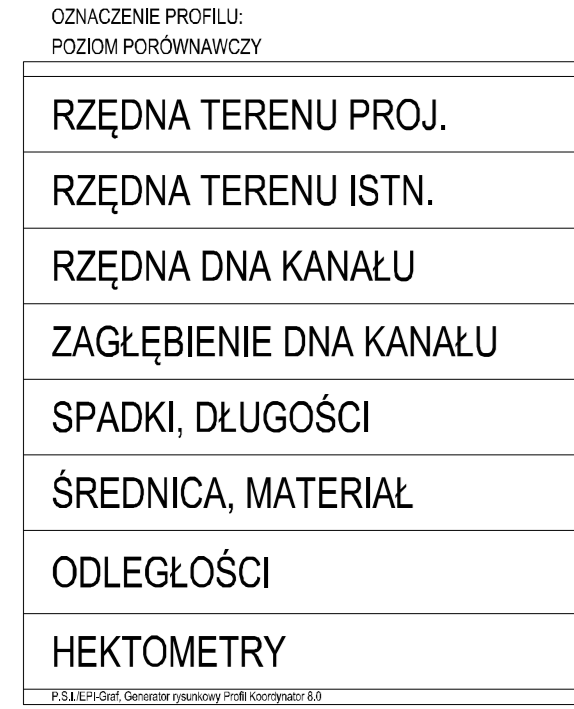 OZNACZENIE PROFILU:
POZIOM PORÓWNAWCZY
RZĘDNA TERENU PROJ.
RZĘDNA TERENU ISTN.
RZĘDNA DNA KANAŁU
ZAGŁĘBIENIE DNA KANAŁU
SPADKI, DŁUGOŚCI
ŚREDNICA, MATERIAŁ
ODLEGŁOŚCI
HEKTOMETRY
P.S.I./EPI-Graf, Generator rysunkowy Profil Koordynator 8.0